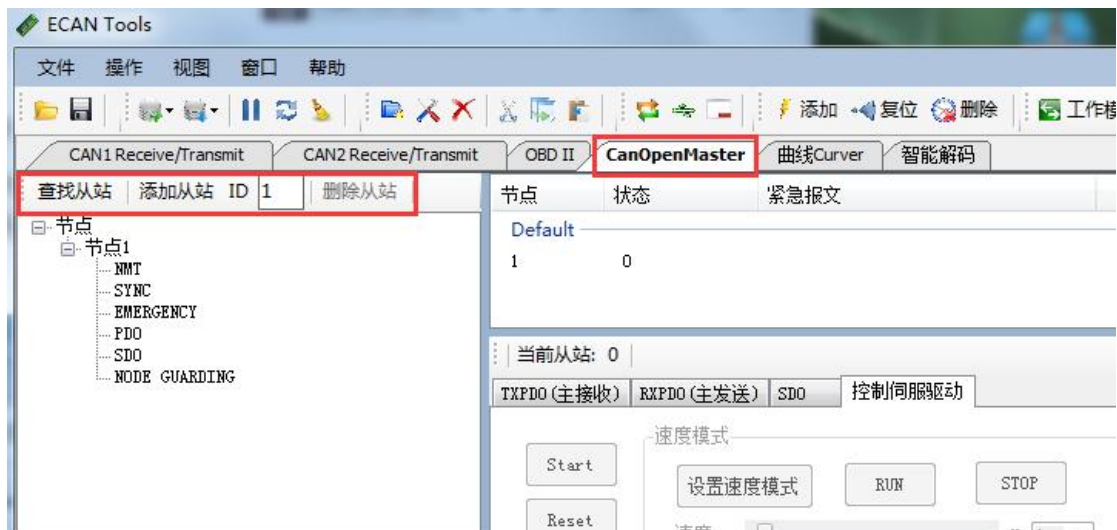 ECAN Tools
文件 操作 视图 窗口 帮助
添加 复位 删除 工作模
CAN1 Receive/Transmit CAN2 Receive/Transmit OBD II CanOpenMaster 曲线Curver 智能解码
查找从站 添加从站 ID 1 删除从站
节点 状态 紧急报文
节点
Default
节点1
1 0
NMT
SYNC
EMERGENCY
PDO
SDO
NODE GUARDING
当前从站: 0
TXPDO(主接收) RXPDO(主发送) SDO 控制伺服驱动
速度模式
Start
设置速度模式 RUN STOP
Reset
速度